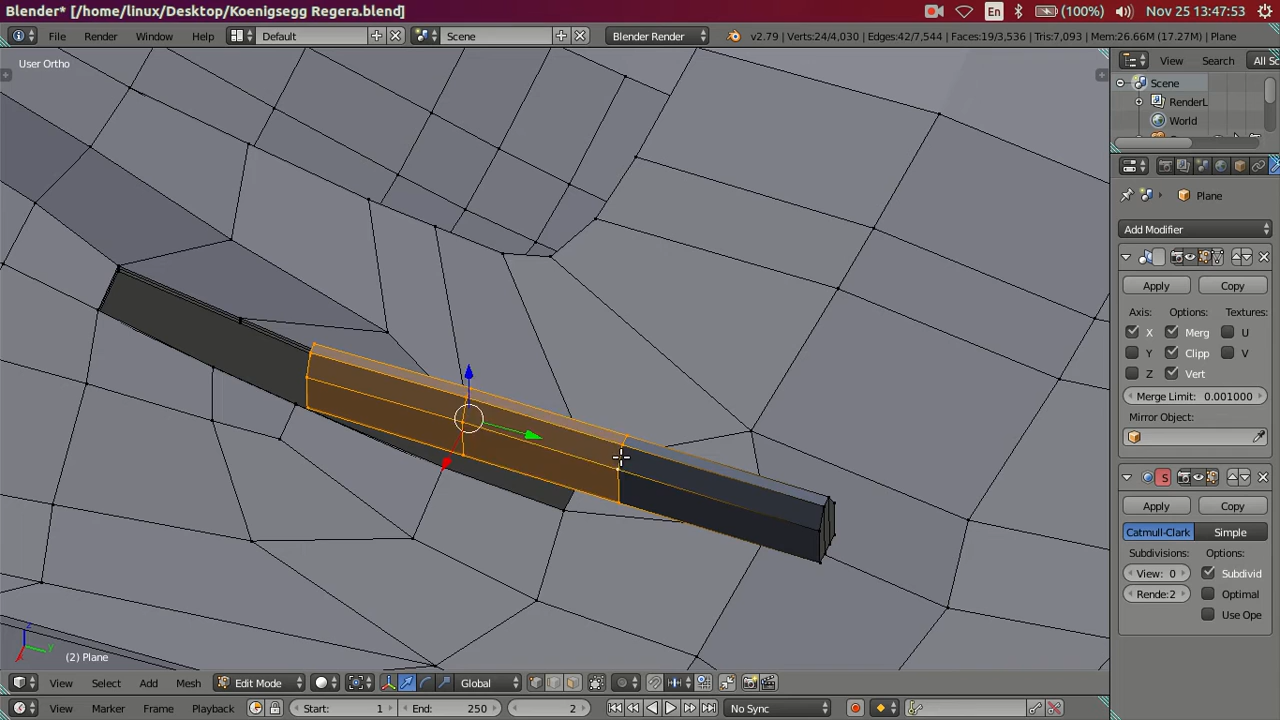 Blender* [/home/linux/Desktop/Koenigsegg Regera.blend]
En
(100%)
Nov 25 13:47:53
File
Render
Window
Help
Default
Scene
Blender Render
v2.79 | Verts:24/4,030 | Edges:42/7,544 | Faces:19/3,536 | Tris:7,093 | Mem:26.66M (17.27M) | Plane
User Ortho
View
Search
All Sc
Scene
RenderL
World
Plane
Add Modifier
Apply
Copy
Axis:
Options:
Textures:
X
Merg
U
Y
Clipp
V
Z
Vert
Merge Limit: 0.001000
Mirror Object:
S
Apply
Copy
Catmull-Clark
Simple
Subdivisions:
Options:
View: 0
Subdivid
Rende:2
Optimal
Use Ope
z
y
x
(2) Plane
View
Select
Add
Mesh
Edit Mode
Global
View
Marker
Frame
Playback
Start:
1
End:
250
2
No Sync